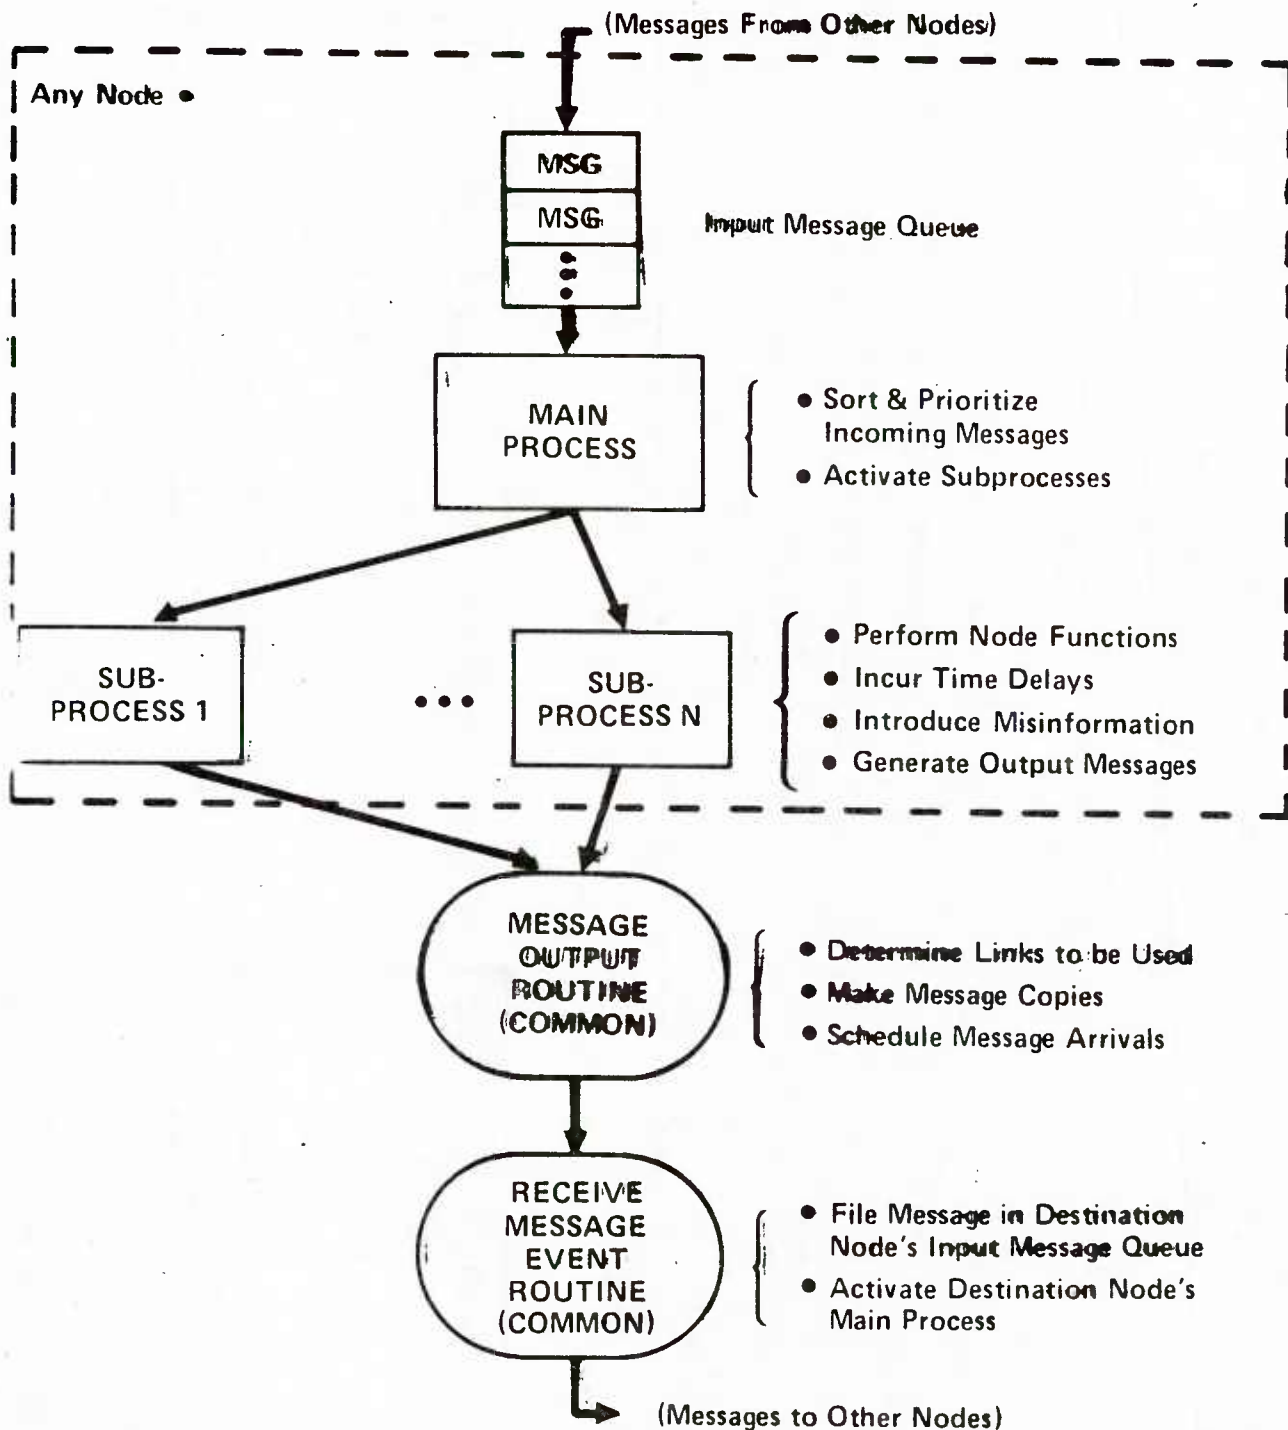 (Messages From Other Nodes)
Any Node •
MSG
MSG
Input Message Queue
MAIN
PROCESS
• Sort & Prioritize
Incoming Messages
• Activate Subprocesses
SUB-
PROCESS 1
• • •
SUB-
PROCESS N
• Perform Node Functions
• Incur Time Delays
• Introduce Misinformation
• Generate Output Messages
MESSAGE
OUTPUT
ROUTINE
(COMMON)
• Determine Links to be Used
• Make Message Copies
• Schedule Message Arrivals
RECEIVE
MESSAGE
EVENT
ROUTINE
(COMMON)
• File Message in Destination
Node's Input Message Queue
• Activate Destination Node's
Main Process
(Messages to Other Nodes)